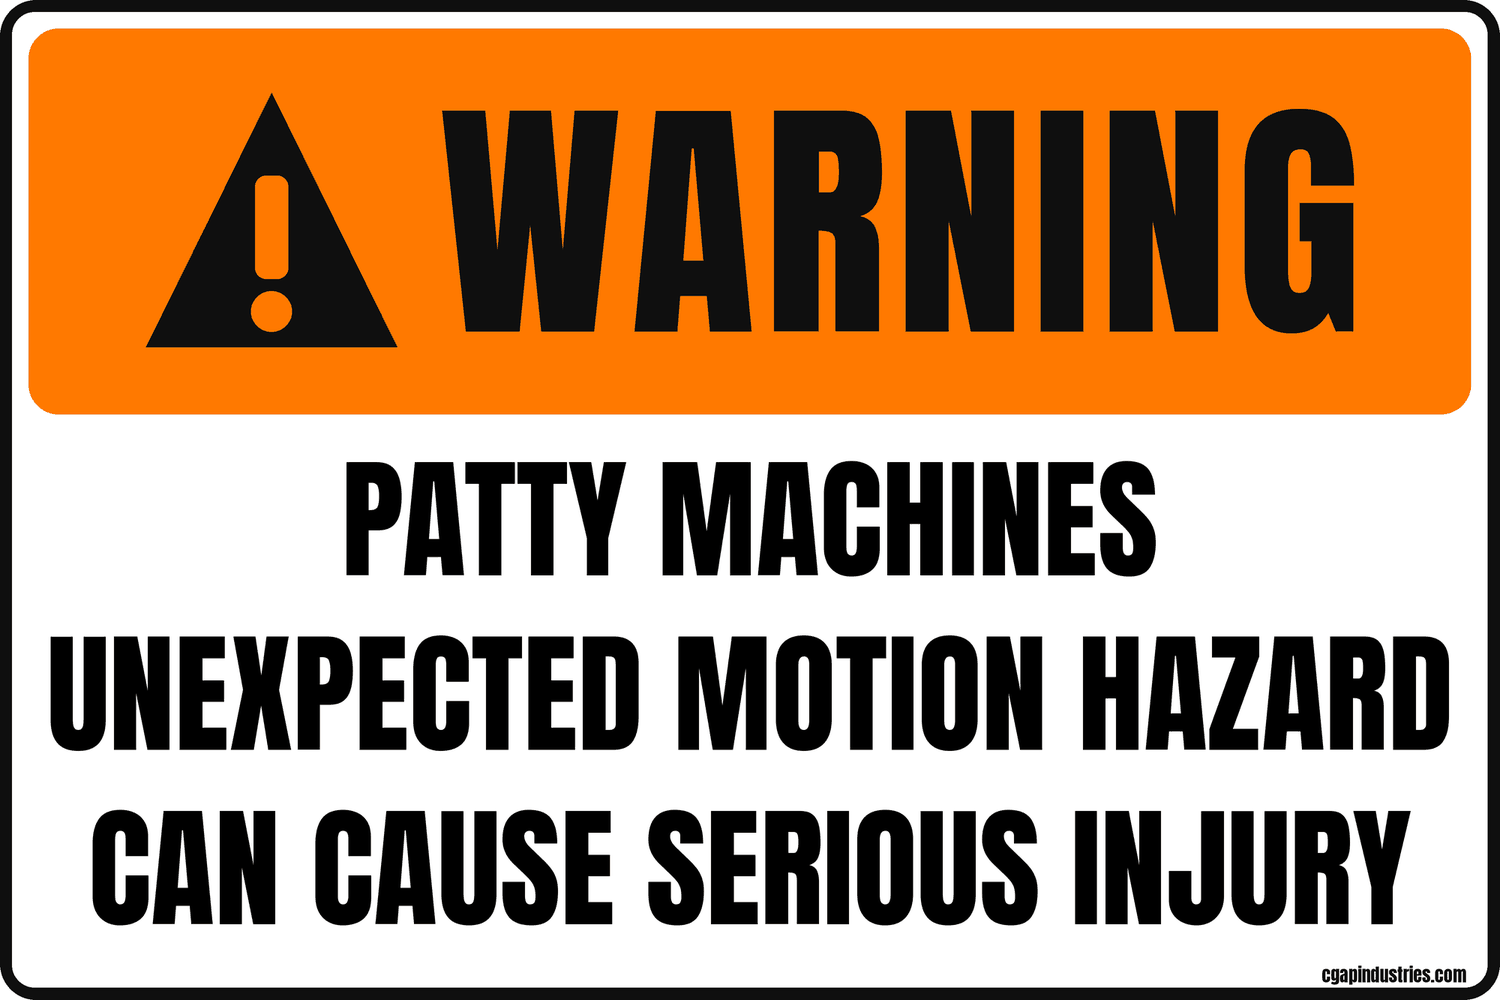 WARNING
PATTY MACHINES
UNEXPECTED MOTION HAZARD
CAN CAUSE SERIOUS INJURY
cgapindustries.com